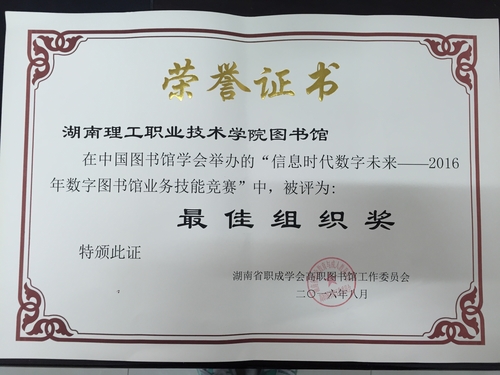 荣誉证书
湖南理工职业技术学院图书馆
在中国图书馆学会举办的“信息时代数字未来——2016
年数字图书馆业务技能竞赛”中，被评为:
最佳组织奖
特颁此证
湖南省职成学会高职图书馆工作委员会
二〇一六年八月